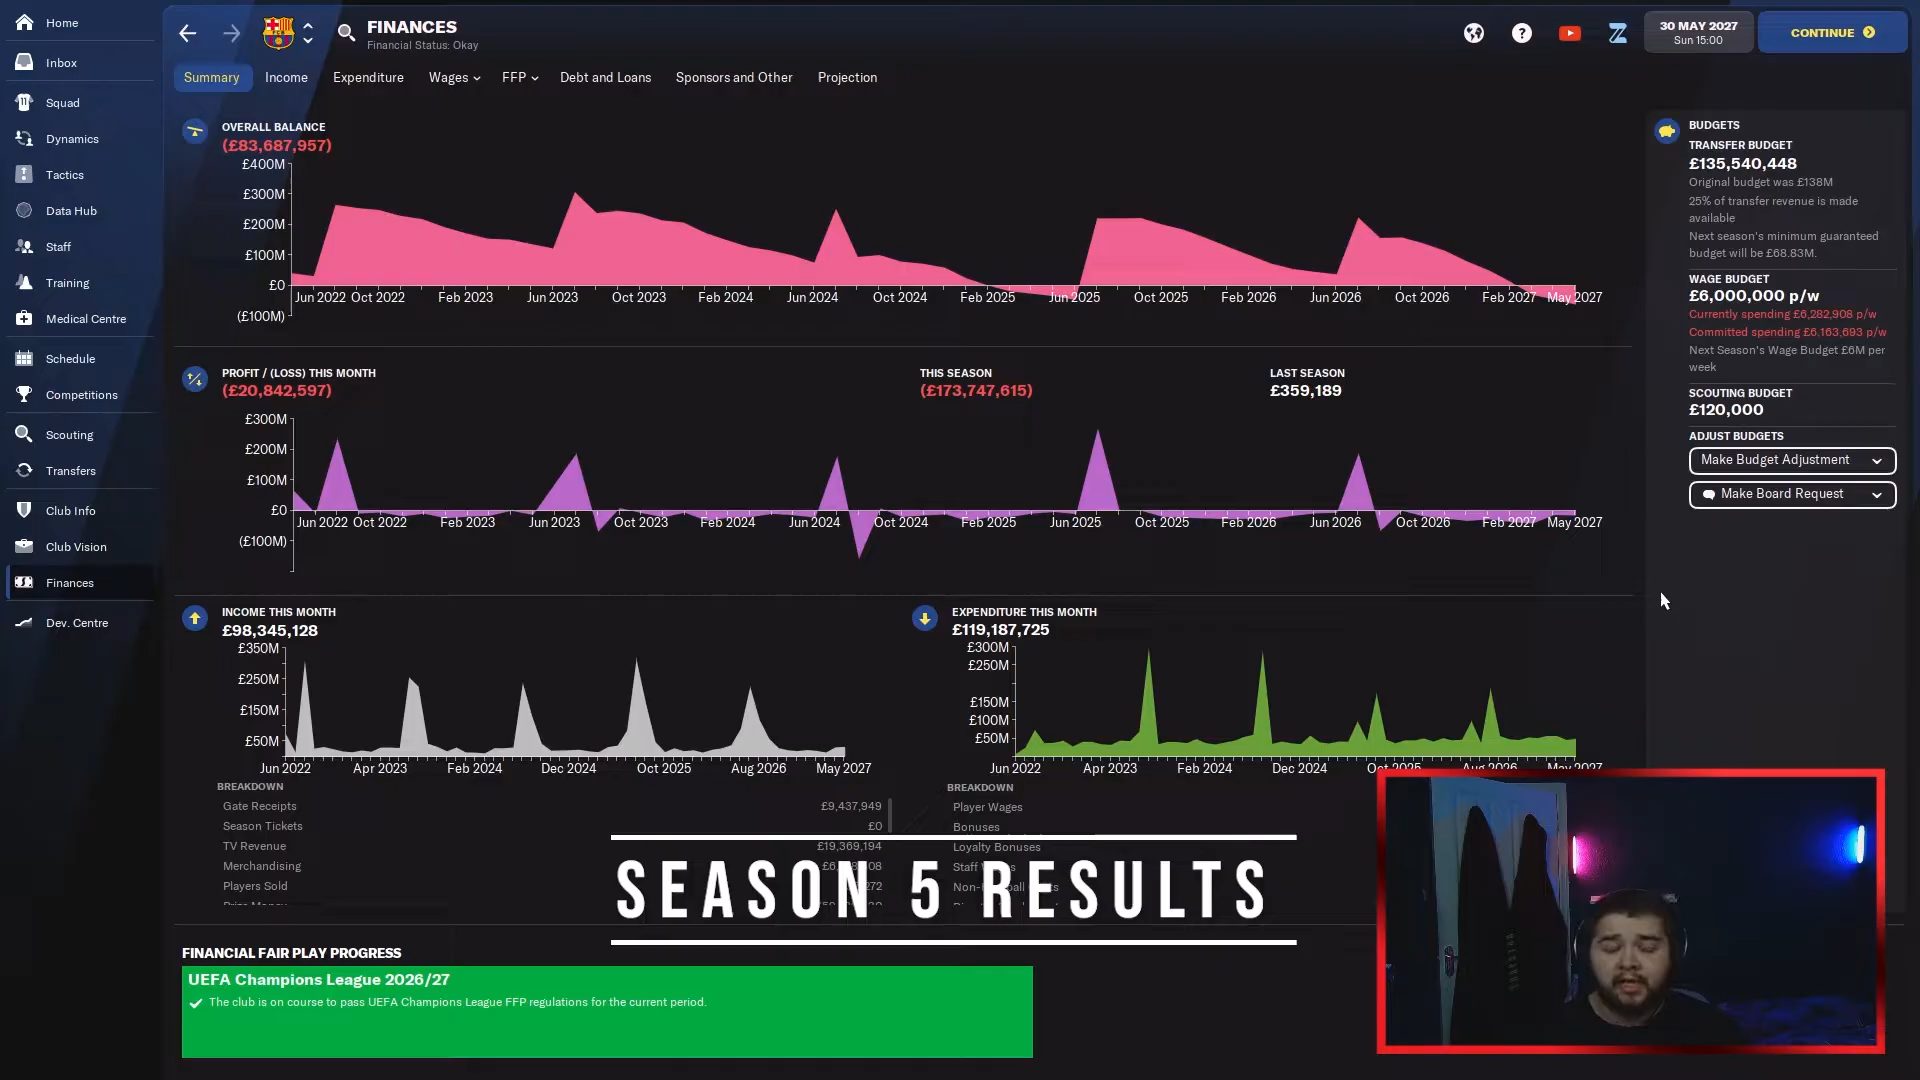 Home
Inbox
Squad
Dynamics
Tactics
Data Hub
Staff
Training
Medical Centre
Schedule
Competitions
Scouting
Transfers
Club Info
Club Vision
Finances
Dev. Centre
FINANCES
Financial Status: Okay
30 MAY 2027
Sun 15:00
CONTINUE
Summary Income Expenditure Wages FFP Debt and Loans Sponsors and Other Projection
OVERALL BALANCE
(£83,687,957)
£400M
£300M
£200M
£100M
£0
(£100M)
Jun 2022 Oct 2022 Feb 2023 Jun 2023 Oct 2023 Feb 2024 Jun 2024 Oct 2024 Feb 2025 Jun 2025 Oct 2025 Feb 2026 Jun 2026 Oct 2026 Feb 2027 May 2027
PROFIT / (LOSS) THIS MONTH
(£20,842,597)
THIS SEASON
(£173,747,615)
LAST SEASON
£359,189
£300M
£200M
£100M
£0
(£100M)
Jun 2022 Oct 2022 Feb 2023 Jun 2023 Oct 2023 Feb 2024 Jun 2024 Oct 2024 Feb 2025 Jun 2025 Oct 2025 Feb 2026 Jun 2026 Oct 2026 Feb 2027 May 2027
INCOME THIS MONTH
£98,345,128
£350M
£250M
£150M
£50M
Jun 2022 Apr 2023 Feb 2024 Dec 2024 Oct 2025 Aug 2026 May 2027
BREAKDOWN
Gate Receipts £9,437,949
Season Tickets £0
TV Revenue £19,369,194
Merchandising
Players Sold
Prize Money
EXPENDITURE THIS MONTH
£119,187,725
£300M
£250M
£150M
£100M
£50M
Jun 2022 Apr 2023 Feb 2024 Dec 2024 Oct 2025 Aug 2026 May 2027
BREAKDOWN
Player Wages
Bonuses
Loyalty Bonuses
Staff
SEASON 5 RESULTS
FINANCIAL FAIR PLAY PROGRESS
UEFA Champions League 2026/27
The club is on course to pass UEFA Champions League FFP regulations for the current period.
BUDGETS
TRANSFER BUDGET
£135,540,448
Original budget was £138M
25% of transfer revenue is made
available
Next season's minimum guaranteed
budget will be £68.83M.
WAGE BUDGET
£6,000,000 p/w
Currently spending £6,282,908 p/w
Committed spending £6,163,693 p/w
Next Season's Wage Budget £6M per
week
SCOUTING BUDGET
£120,000
ADJUST BUDGETS
Make Budget Adjustment
Make Board Request